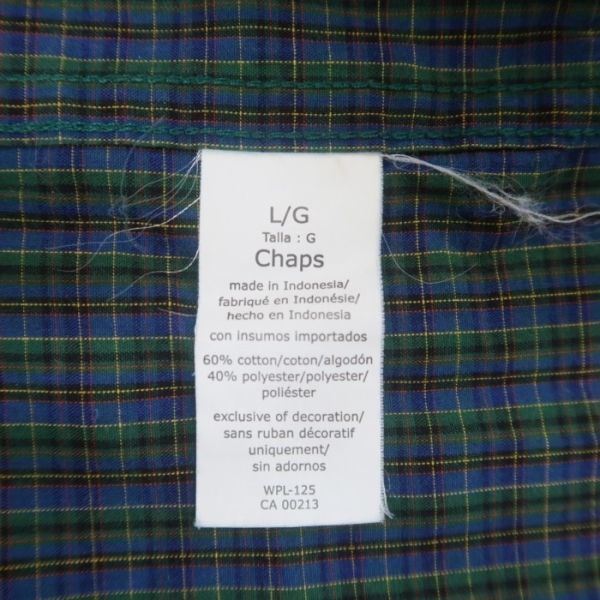 L/G
Talla : G
Chaps
made in Indonesia/
fabriqué en Indonésie/
hecho en Indonesia
con insumos importados
60% cotton/coton/algodón
40% polyester/polyester/
poliéster
exclusive of decoration/
sans ruban décoratif
uniquement/
sin adornos
WPL-125
CA 00213